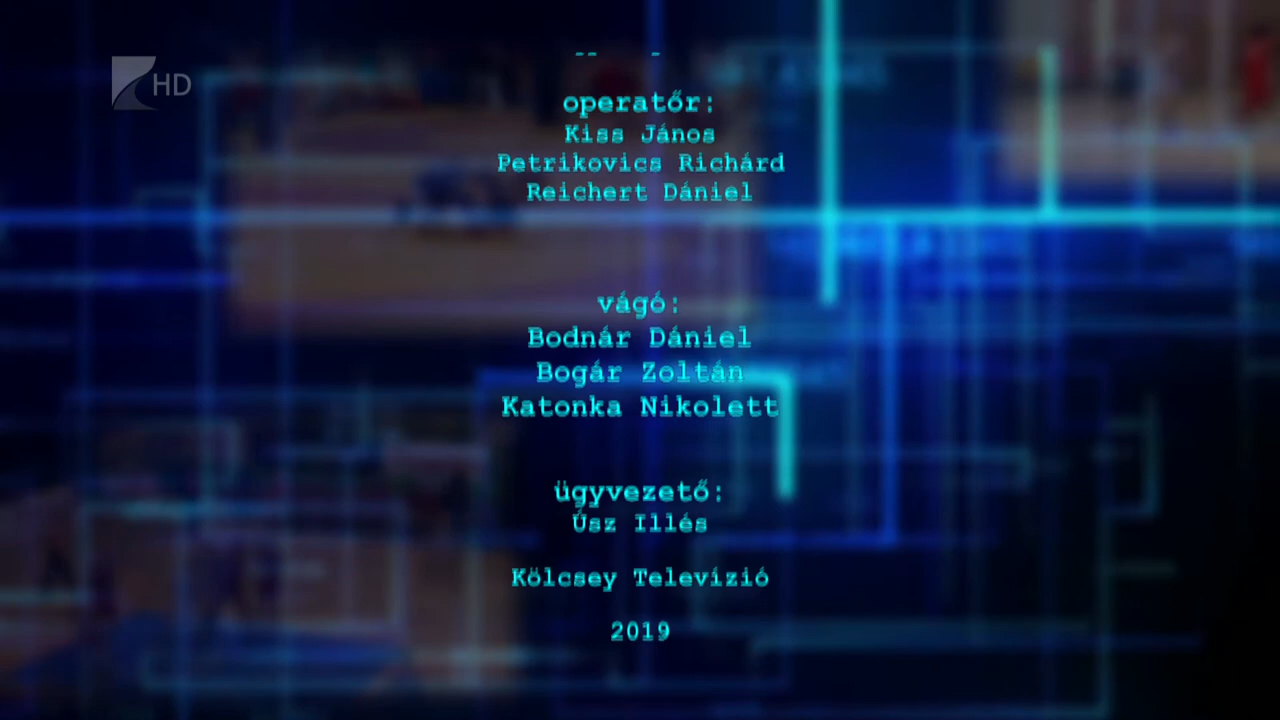 HD
operatőr:
Kiss János
Petrikovics Richárd
Reichert Dániel
vágó:
Bodnár Dániel
Bogár Zoltán
Katonka Nikolett
ügyvezető:
Úsz Illés
Kölcsey Televízió
2019